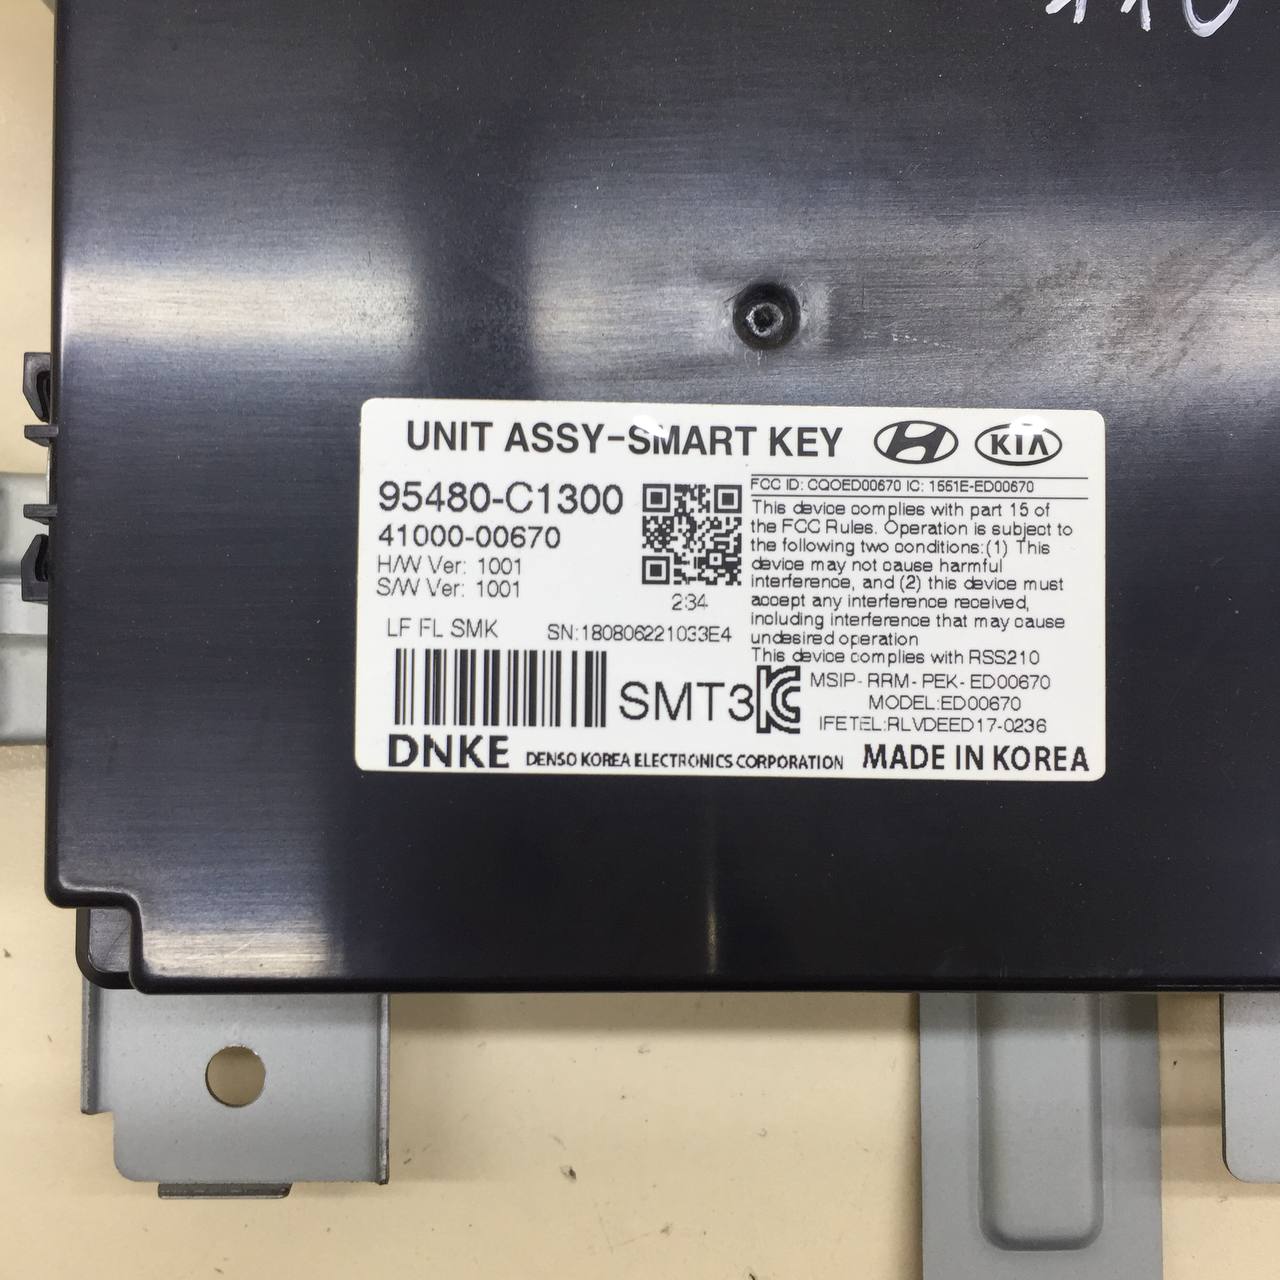 UNIT ASSY-SMART KEY
KIA
95480-C1300
41000-00670
H/W Ver: 1001
S/W Ver: 1001
234
LF FL SMK
SN:180806221033E4
SMT3
FCC ID: CQOED00670 IC: 1551E-ED00670
This device complies with part 15 of
the FCC Rules. Operation is subject to
the following two conditions:(1) This
device may not cause harmful
interference, and (2) this device must
accept any interference received,
including interference that may cause
undesired operation
This device complies with RSS210
MSIP-RRM-PEK-ED00670
MODEL:ED00670
IFETEL:RLVDEED17-0236
DNKE DENSO KOREA ELECTRONICS CORPORATION MADE IN KOREA